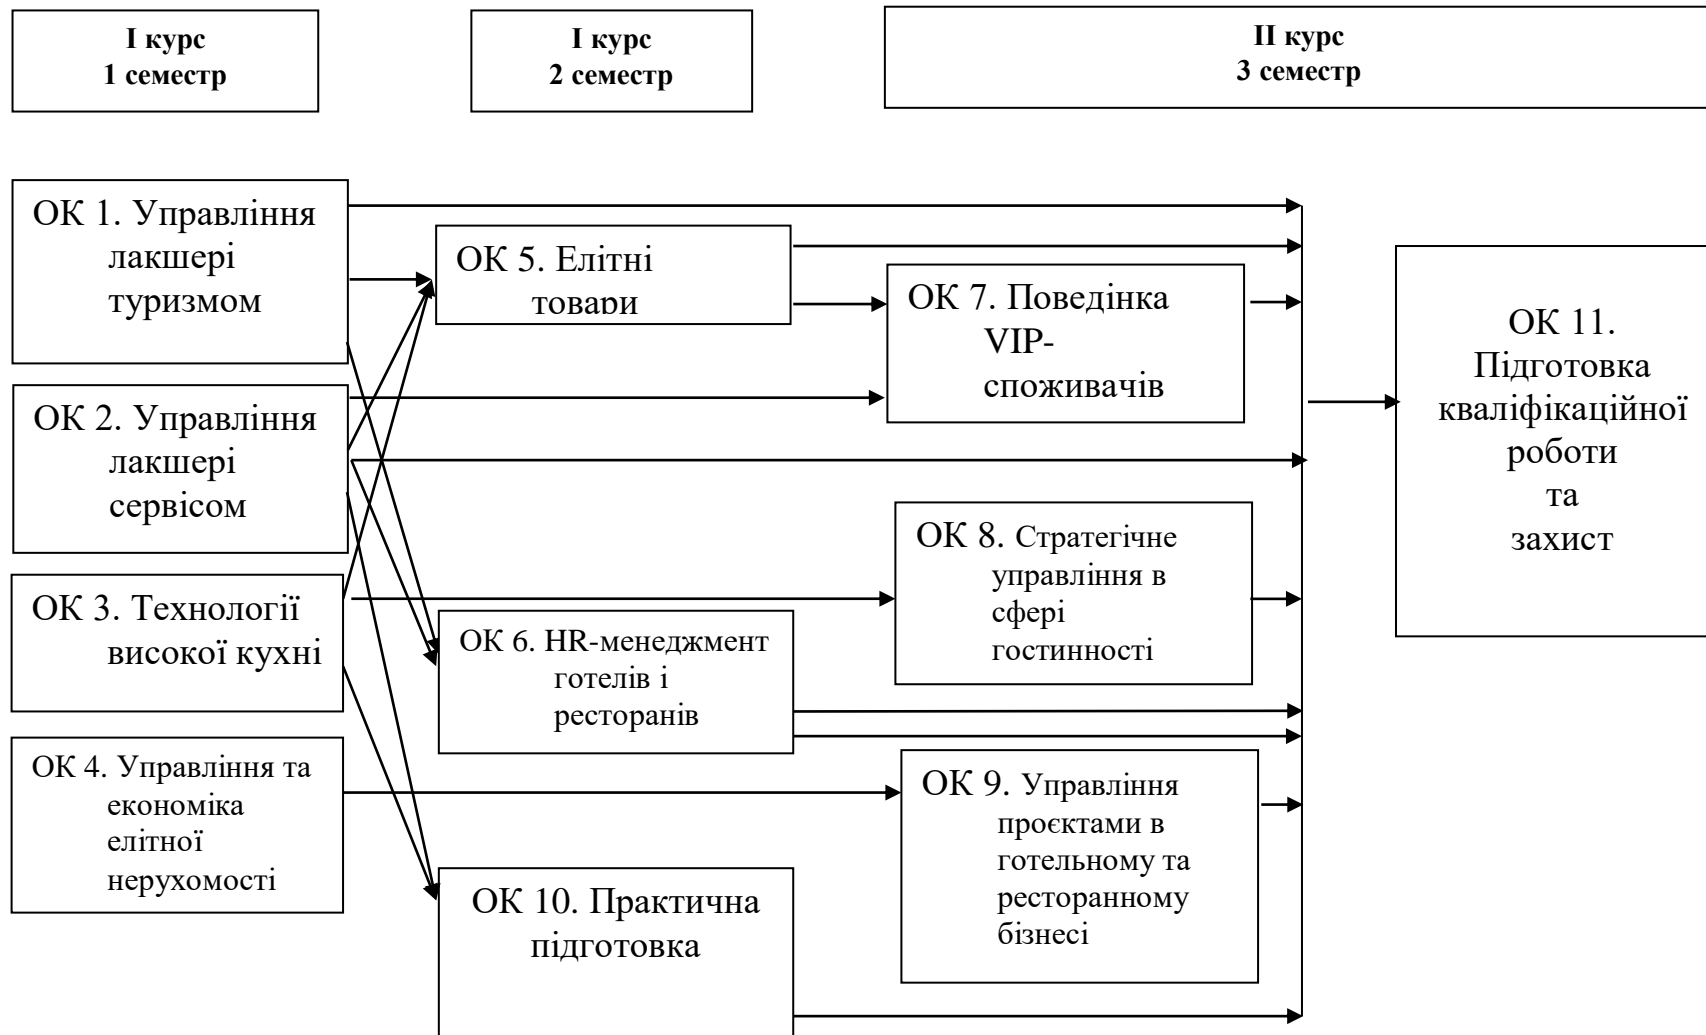 І курс
1 семестр
І курс
2 семестр
ІІ курс
3 семестр
ОК 1. Управління
лакшері
туризмом
ОК 2. Управління
лакшері
сервісом
ОК 3. Технології
високої кухні
ОК 4. Управління та
економіка
елітної
нерухомості
ОК 5. Елітні
товари
ОК 6. HR-менеджмент
готелів і
ресторанів
ОК 10. Практична
підготовка
ОК 7. Поведінка
VIP-
споживачів
ОК 8. Стратегічне
управління в
сфері
гостинності
ОК 9. Управління
проєктами в
готельному та
ресторанному
бізнесі
ОК 11.
Підготовка
кваліфікаційної
роботи
та
захист